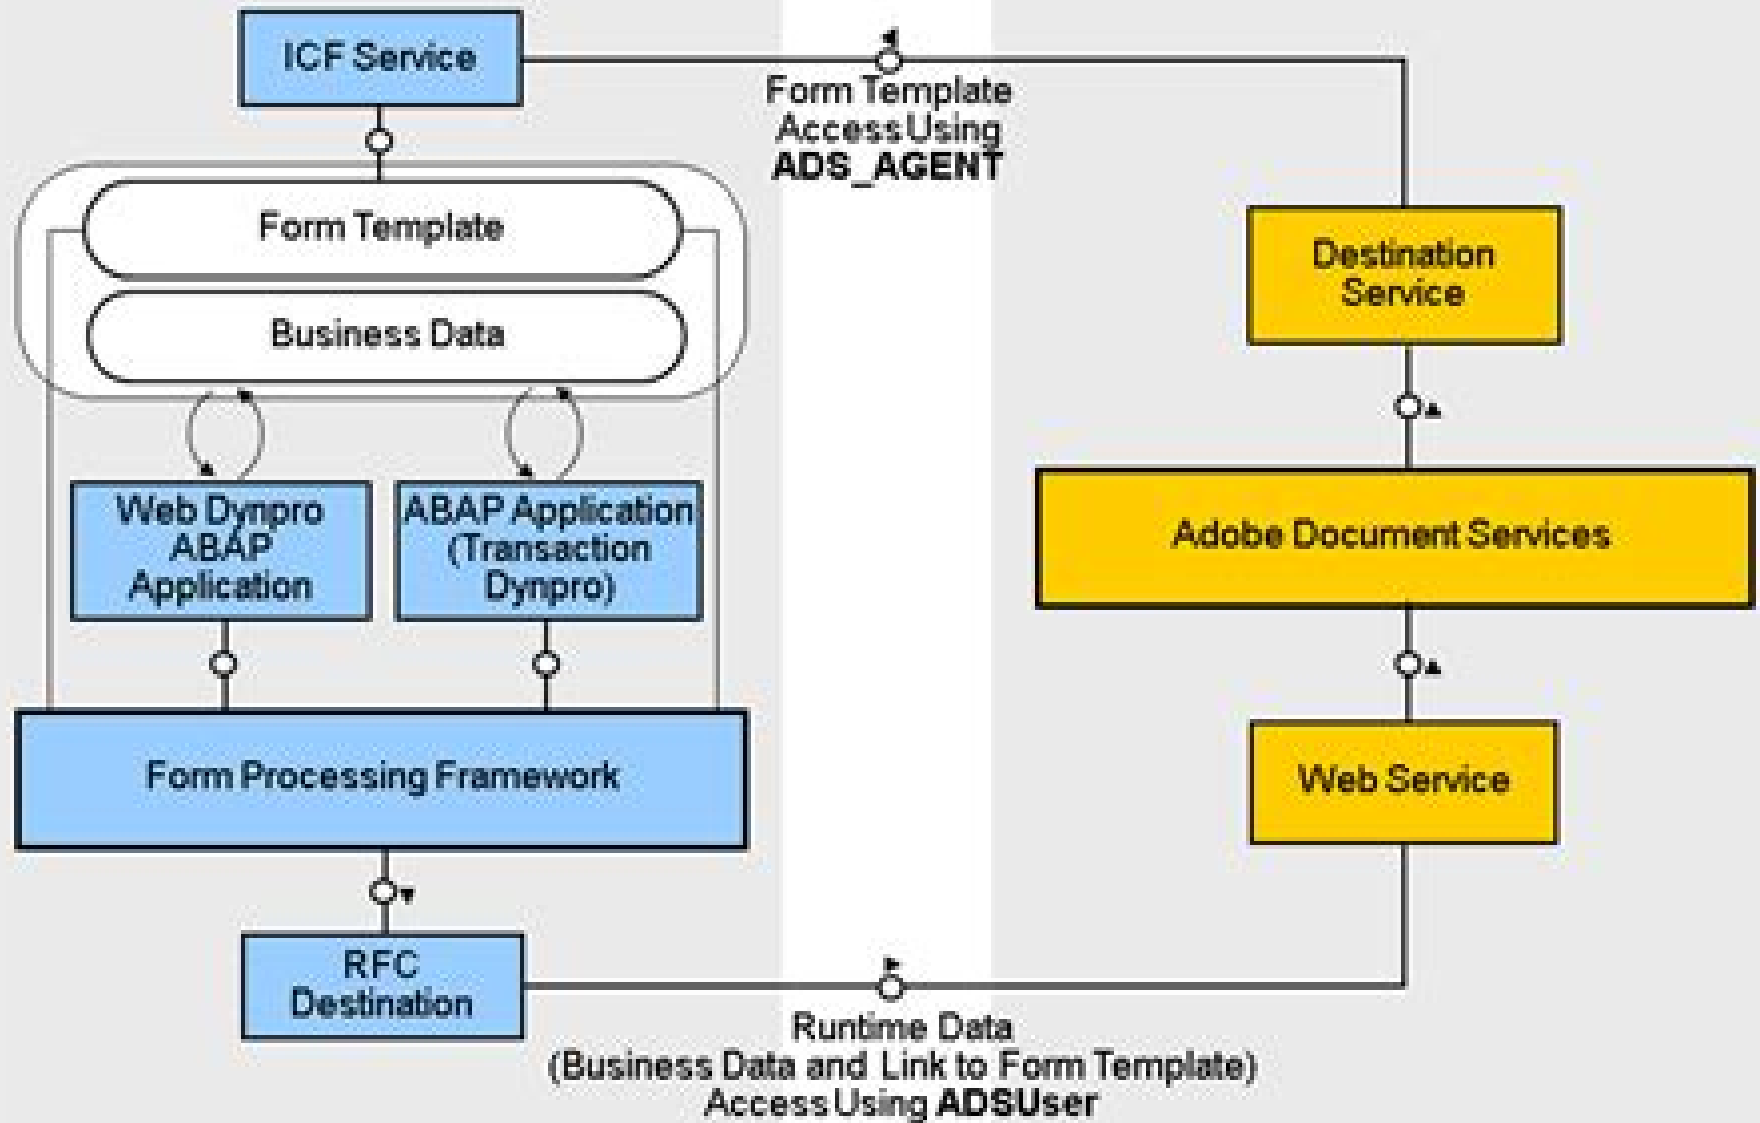 ICF Service
Form Template
Access Using
ADS_AGENT
Form Template
Business Data
Destination
Service
Web Dynpro
ABAP
Application
ABAP Application
(Transaction
Dynpro)
Adobe Document Services
Form Processing Framework
Web Service
RFC
Destination
Runtime Data
(Business Data and Link to Form Template)
Access Using ADSUser